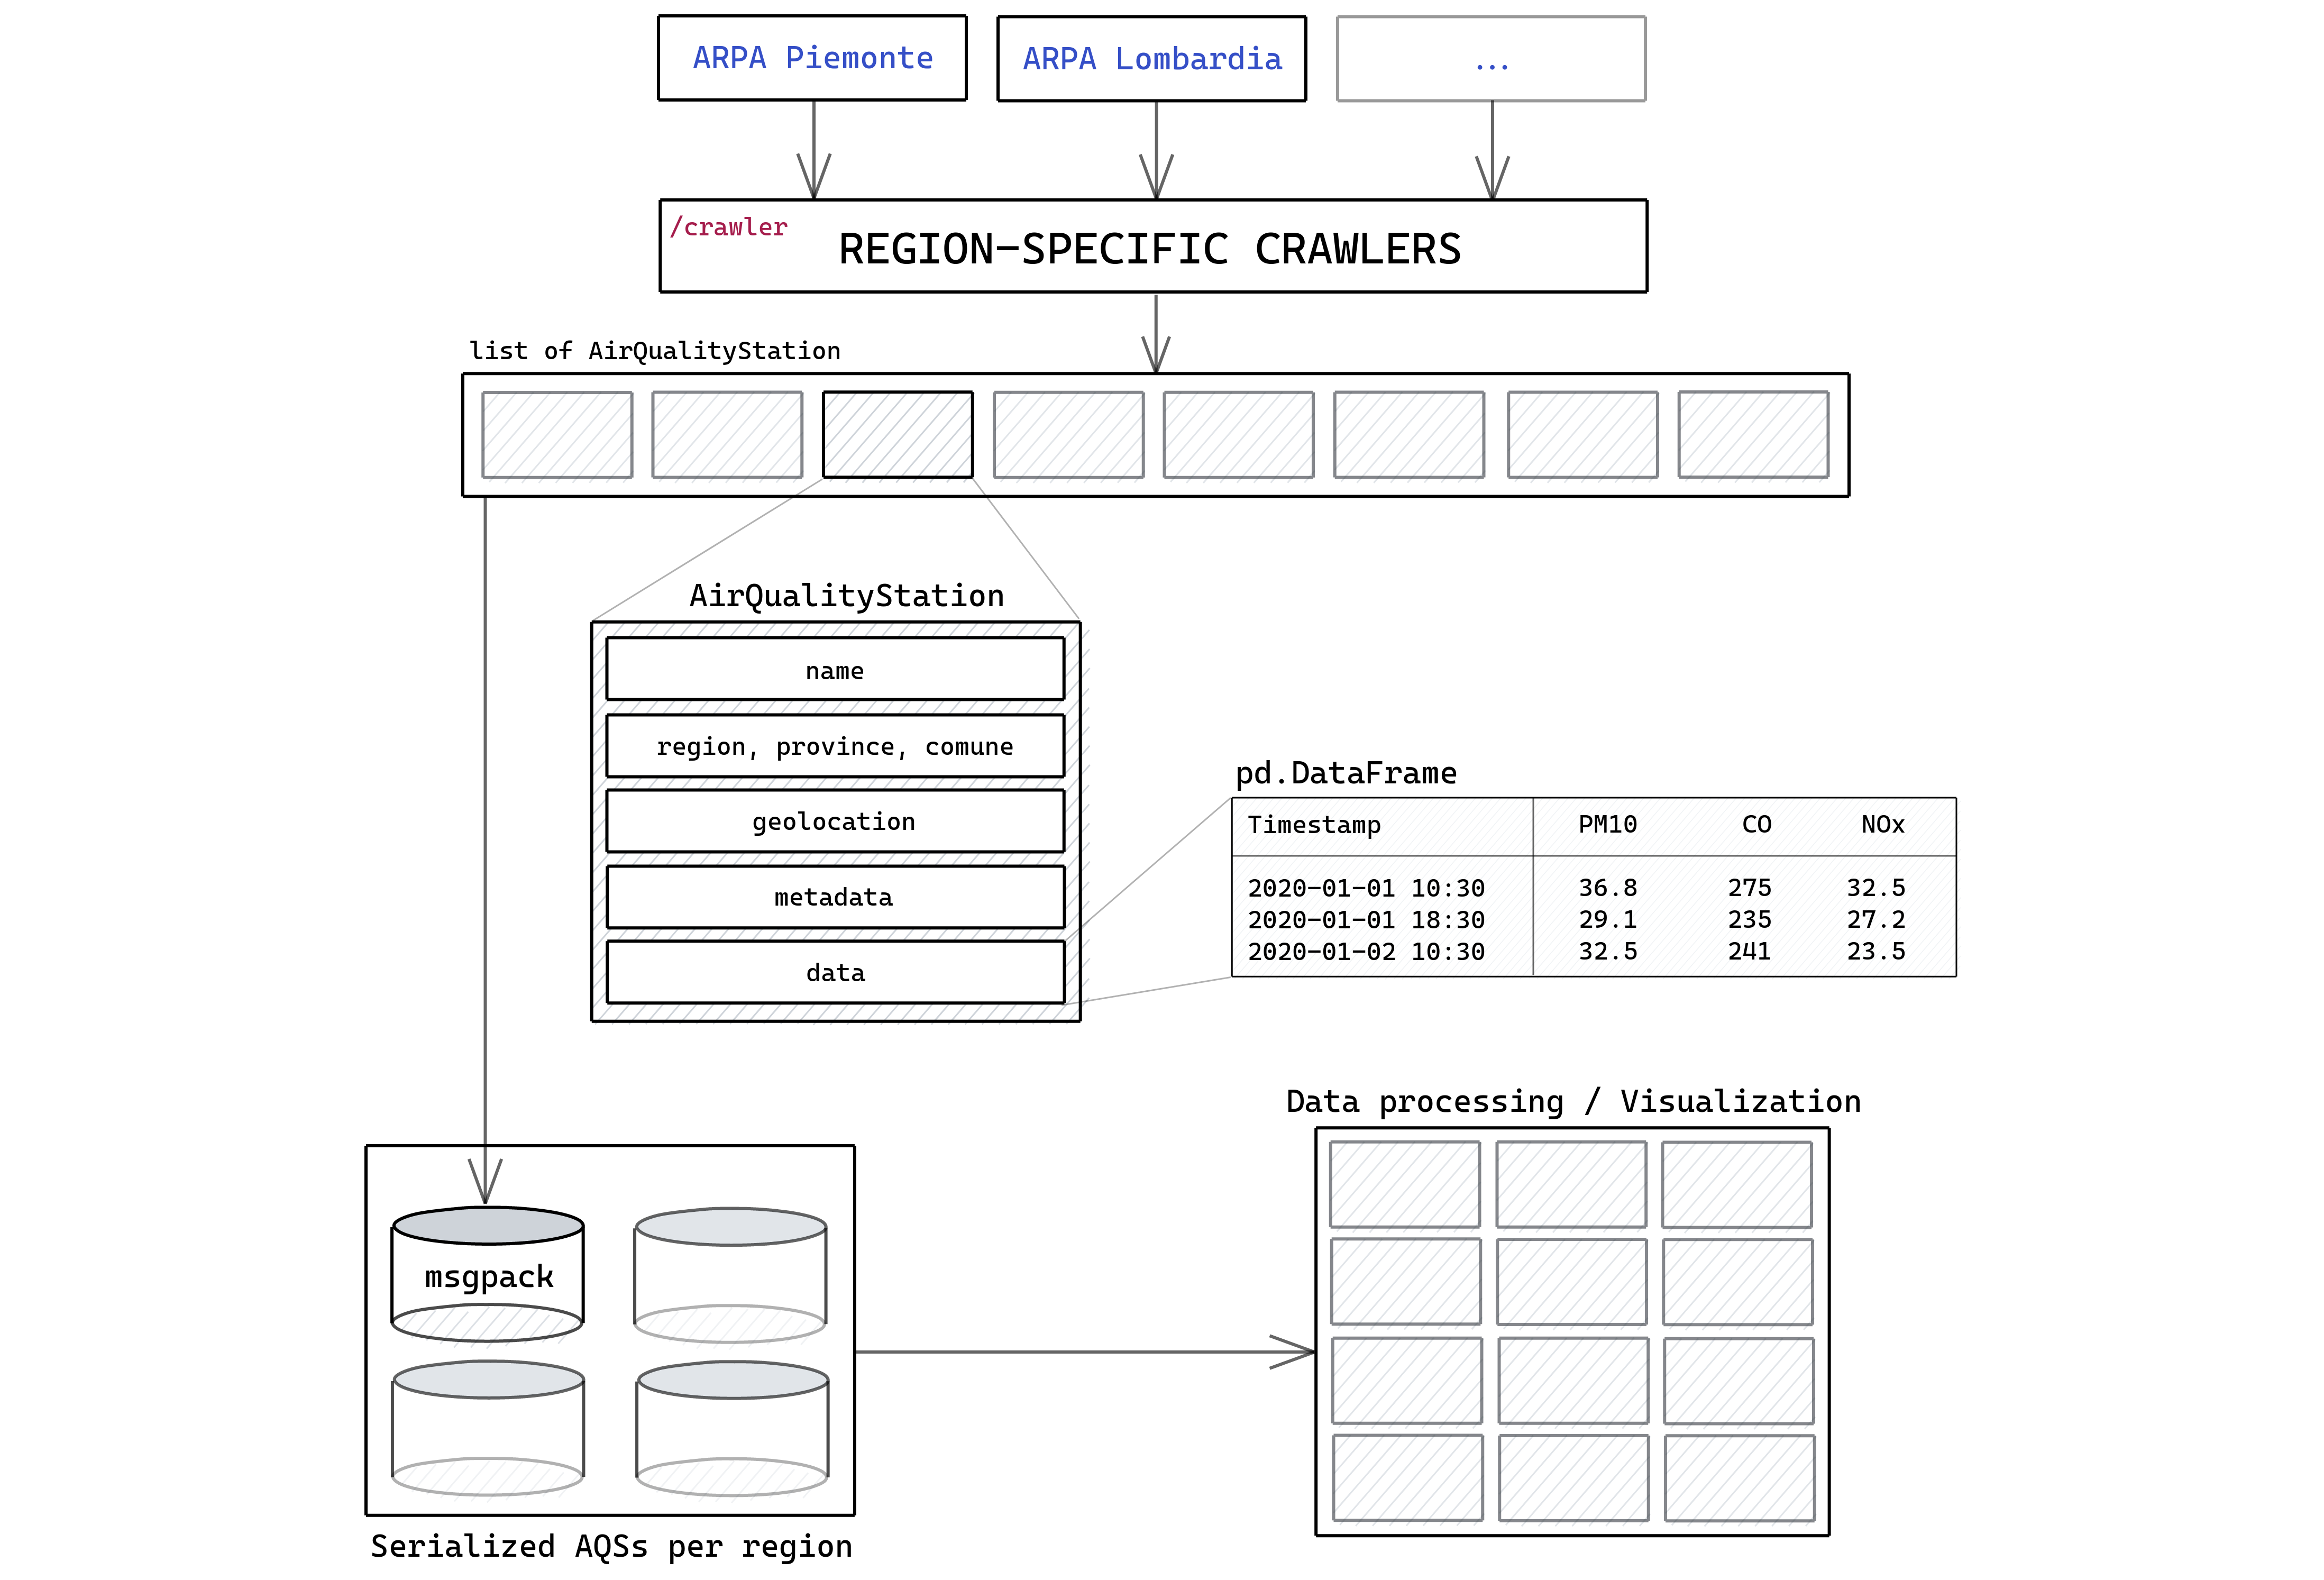 ARPA Piemonte
ARPA Lombardia
...
/crawler
REGION-SPECIFIC CRAWLERS
list of AirQualityStation
AirQualityStation
name
region, province, comune
geolocation
metadata
data
pd.DataFrame
Timestamp PM10 CO NOx
2020-01-01 10:30 36.8 275 32.5
2020-01-01 18:30 29.1 235 27.2
2020-01-02 10:30 32.5 241 23.5
Data processing / Visualization
msgpack
Serialized AQSs per region